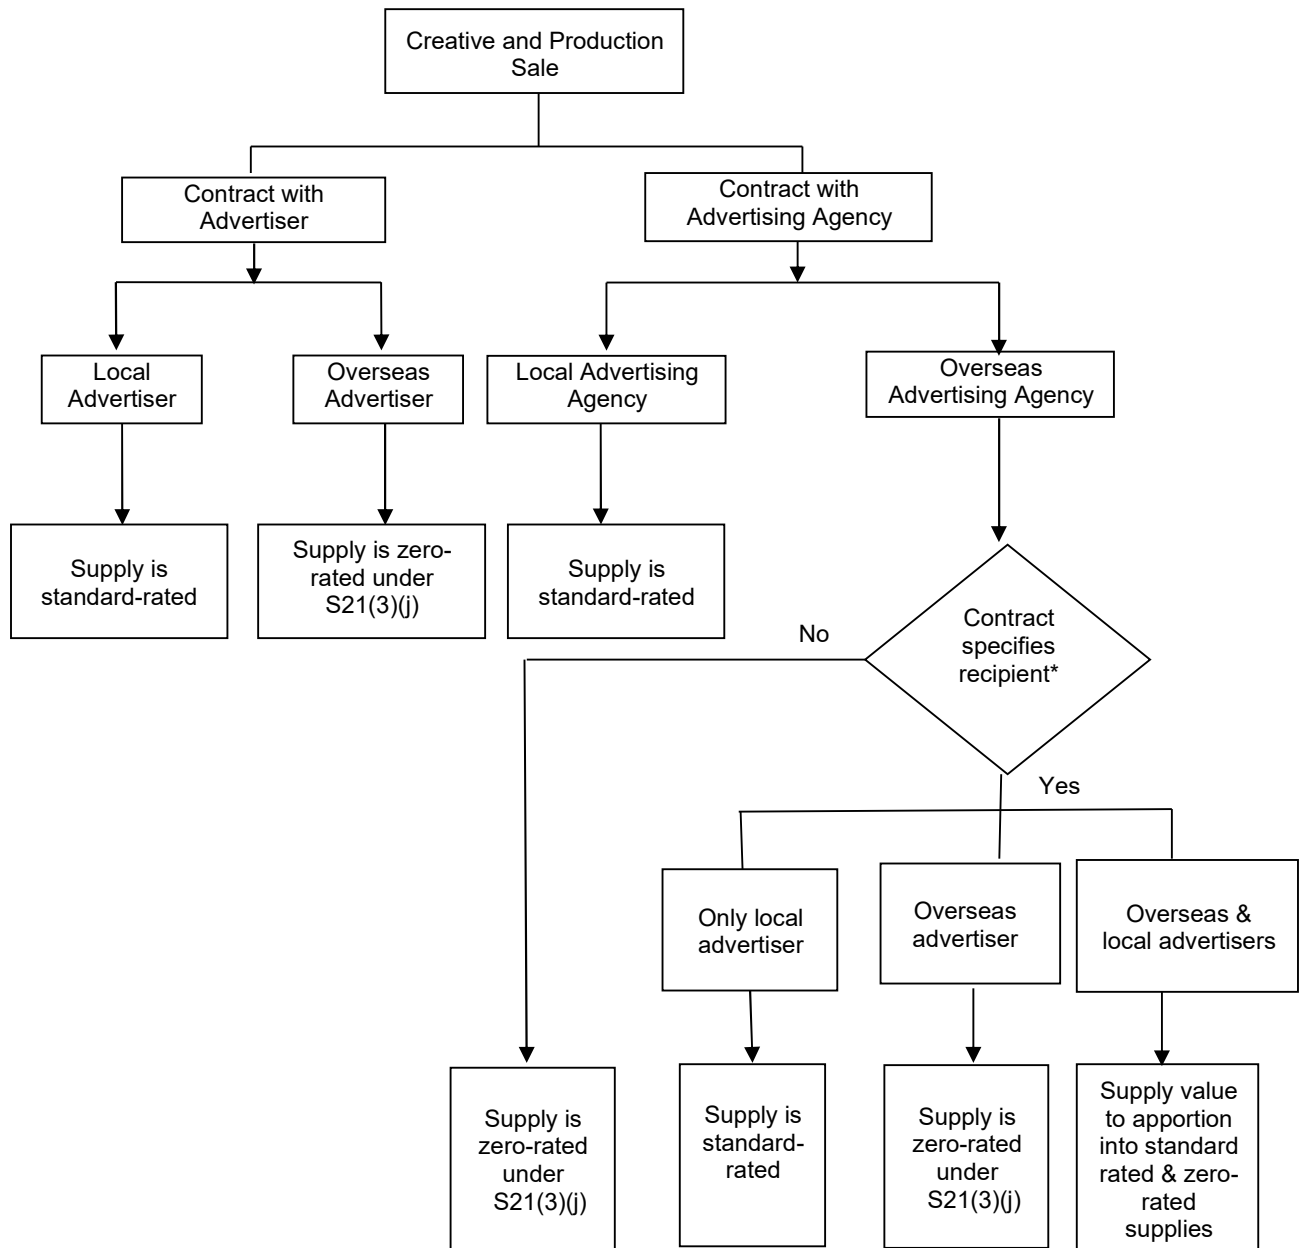 Creative and Production
Sale
Contract with
Advertiser
Contract with
Advertising Agency
Local
Advertiser
Overseas
Advertiser
Local Advertising
Agency
Overseas
Advertising Agency
Supply is
standard-rated
Supply is zero-
rated under
S21(3)(j)
Supply is
standard-rated
Contract
specifies
recipient*
No
Yes
Only local
advertiser
Overseas
advertiser
Overseas &
local advertisers
Supply is
zero-rated
under
S21(3)(j)
Supply is
standard-
rated
Supply is
zero-rated
under
S21(3)(j)
Supply value
to apportion
into standard
rated & zero-
rated
supplies